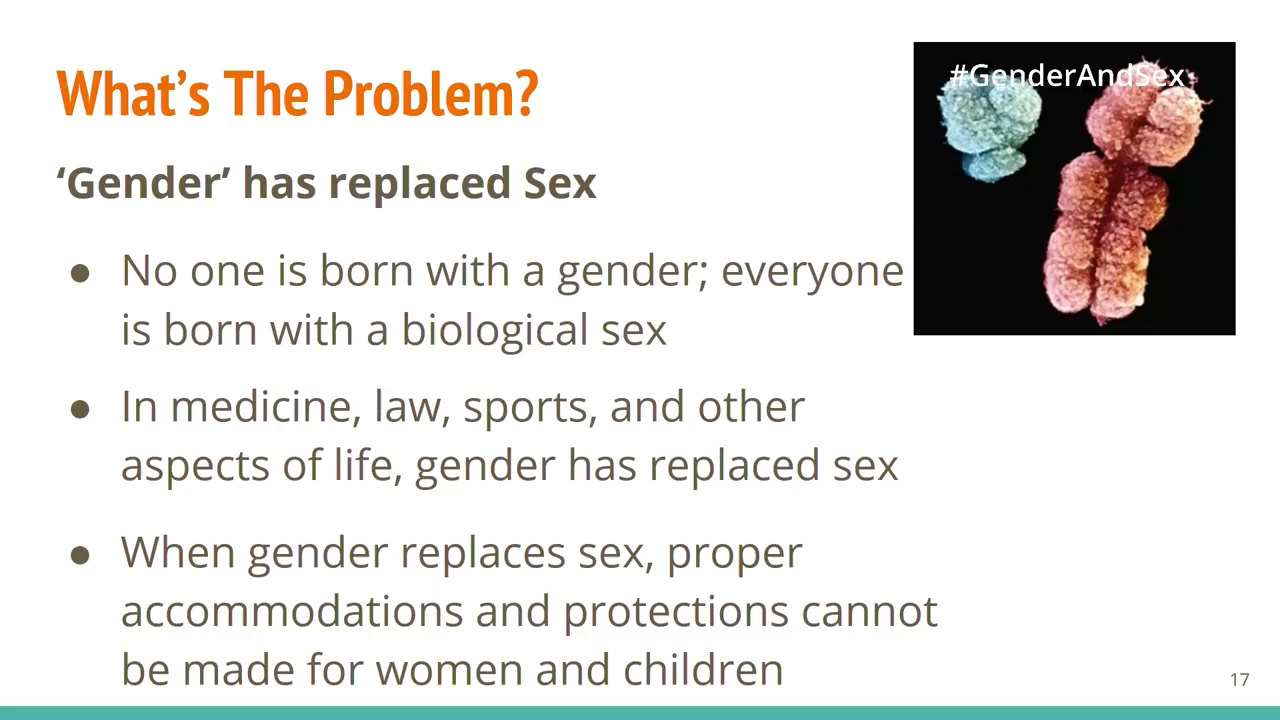 What’s The Problem?
#GenderAndSex
‘Gender’ has replaced Sex
● No one is born with a gender; everyone
is born with a biological sex
● In medicine, law, sports, and other
aspects of life, gender has replaced sex
● When gender replaces sex, proper
accommodations and protections cannot
be made for women and children
17